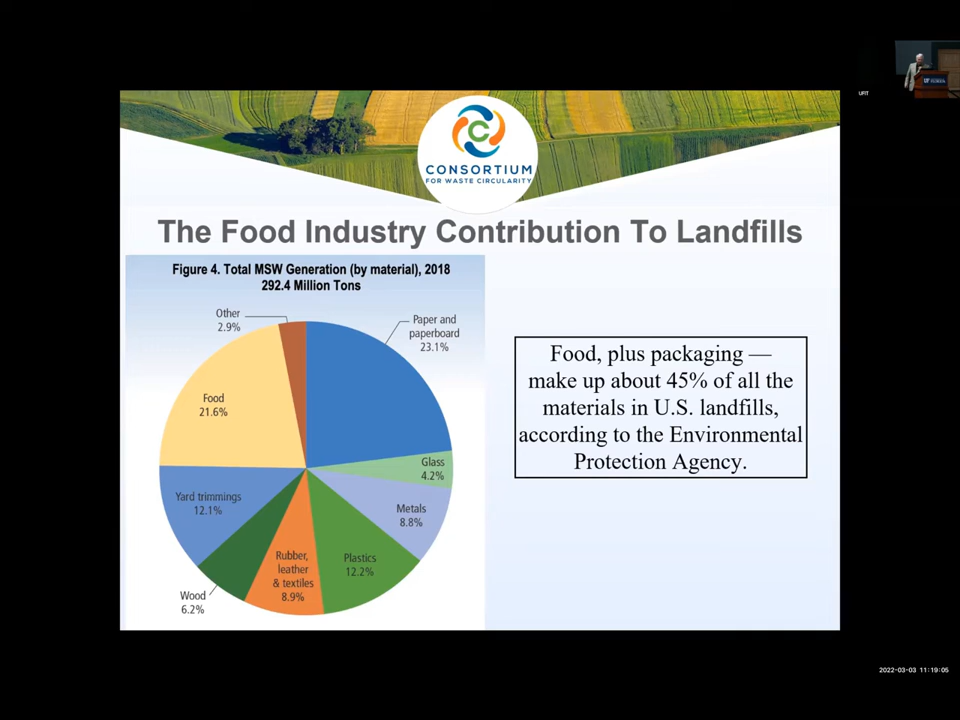 C
CONSORTIUM
FOR WASTE CIRCULARITY
UFIT
The Food Industry Contribution To Landfills
Figure 4. Total MSW Generation (by material), 2018
292.4 Million Tons
Other
2.9%
Paper and
paperboard
23.1%
Food
21.6%
Glass
4.2%
Yard trimmings
12.1%
Metals
8.8%
Rubber,
leather
& textiles
8.9%
Plastics
12.2%
Wood
6.2%
Food, plus packaging —
make up about 45% of all the
materials in U.S. landfills,
according to the Environmental
Protection Agency.
2022-03-03 11:19:05